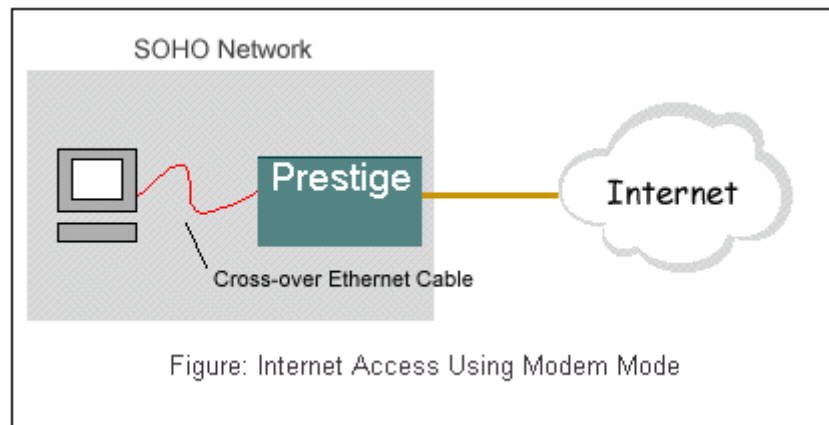 SOHO Network
Prestige
Internet
Cross-over Ethernet Cable
Figure: Internet Access Using Modem Mode